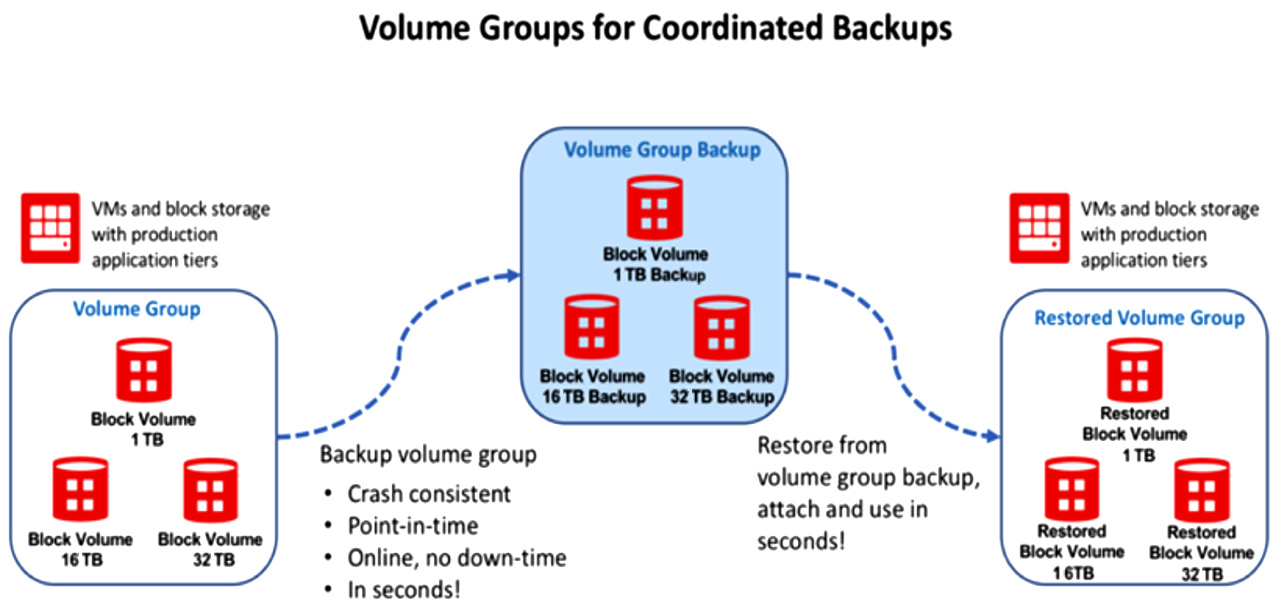 Volume Groups for Coordinated Backups
VMs and block storage
with production
application tiers
Volume Group
Block Volume
1 TB
Block Volume
16 TB
Block Volume
32 TB
Backup volume group
• Crash consistent
• Point-in-time
• Online, no down-time
• In seconds!
Volume Group Backup
Block Volume
1 TB Backup
Block Volume
16 TB Backup
Block Volume
32 TB Backup
Restore from
volume group backup,
attach and use in
seconds!
VMs and block storage
with production
application tiers
Restored Volume Group
Restored
Block Volume
1 TB
Restored
Block Volume
1 6TB
Restored
Block Volume
32 TB